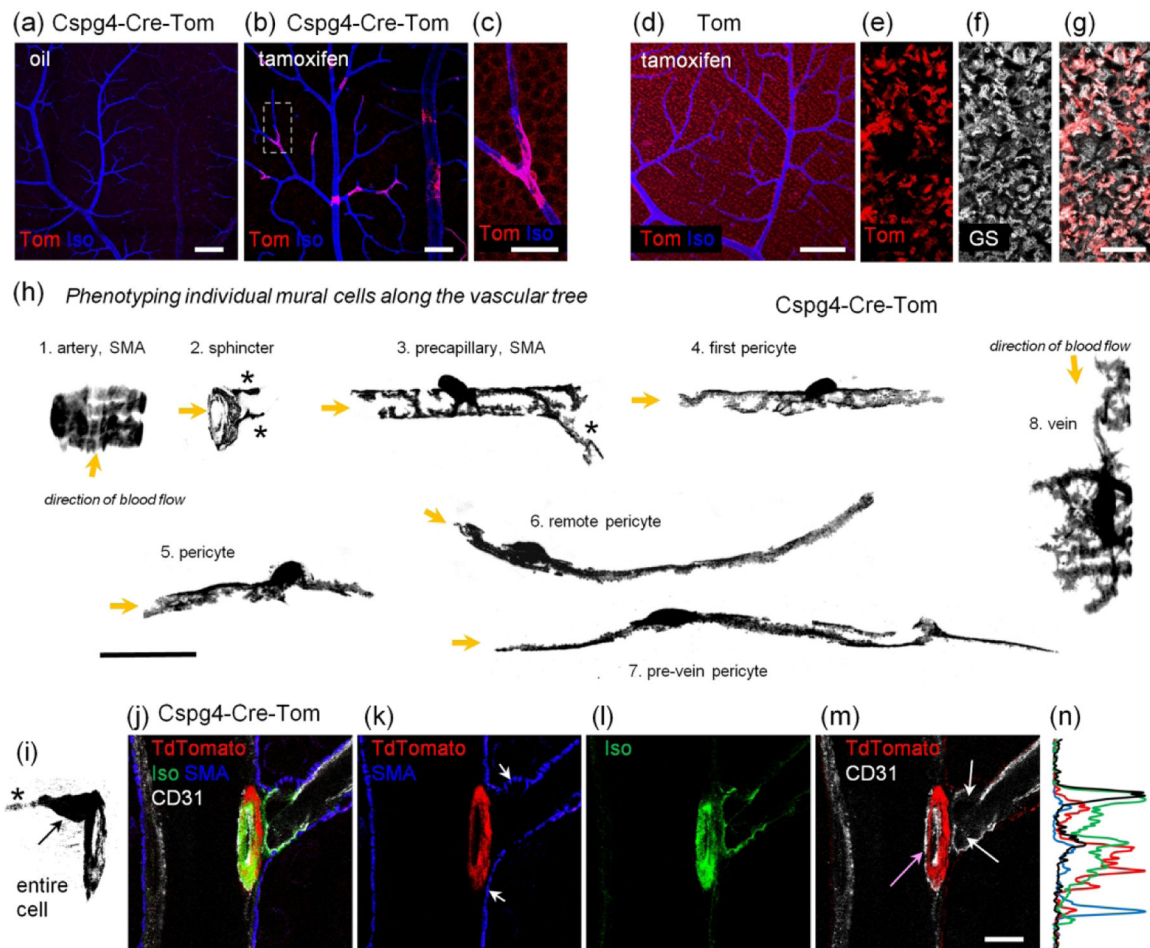 (a) Cspg4-Cre-Tom
oil
Tom Iso
(b) Cspg4-Cre-Tom
tamoxifen
Tom Iso
(c)
Tom Iso
(d) Tom
tamoxifen
Tom Iso
(e)
Tom
(f)
GS
(g)
(h) Phenotyping individual mural cells along the vascular tree
Cspg4-Cre-Tom
1. artery, SMA
direction of blood flow
2. sphincter
*
*
3. precapillary, SMA
*
4. first pericyte
direction of blood flow
8. vein
5. pericyte
6. remote pericyte
7. pre-vein pericyte
(i)
*
entire
cell
(j) Cspg4-Cre-Tom
TdTomato
Iso SMA
CD31
(k)
TdTomato
SMA
(l)
Iso
(m)
TdTomato
CD31
(n)